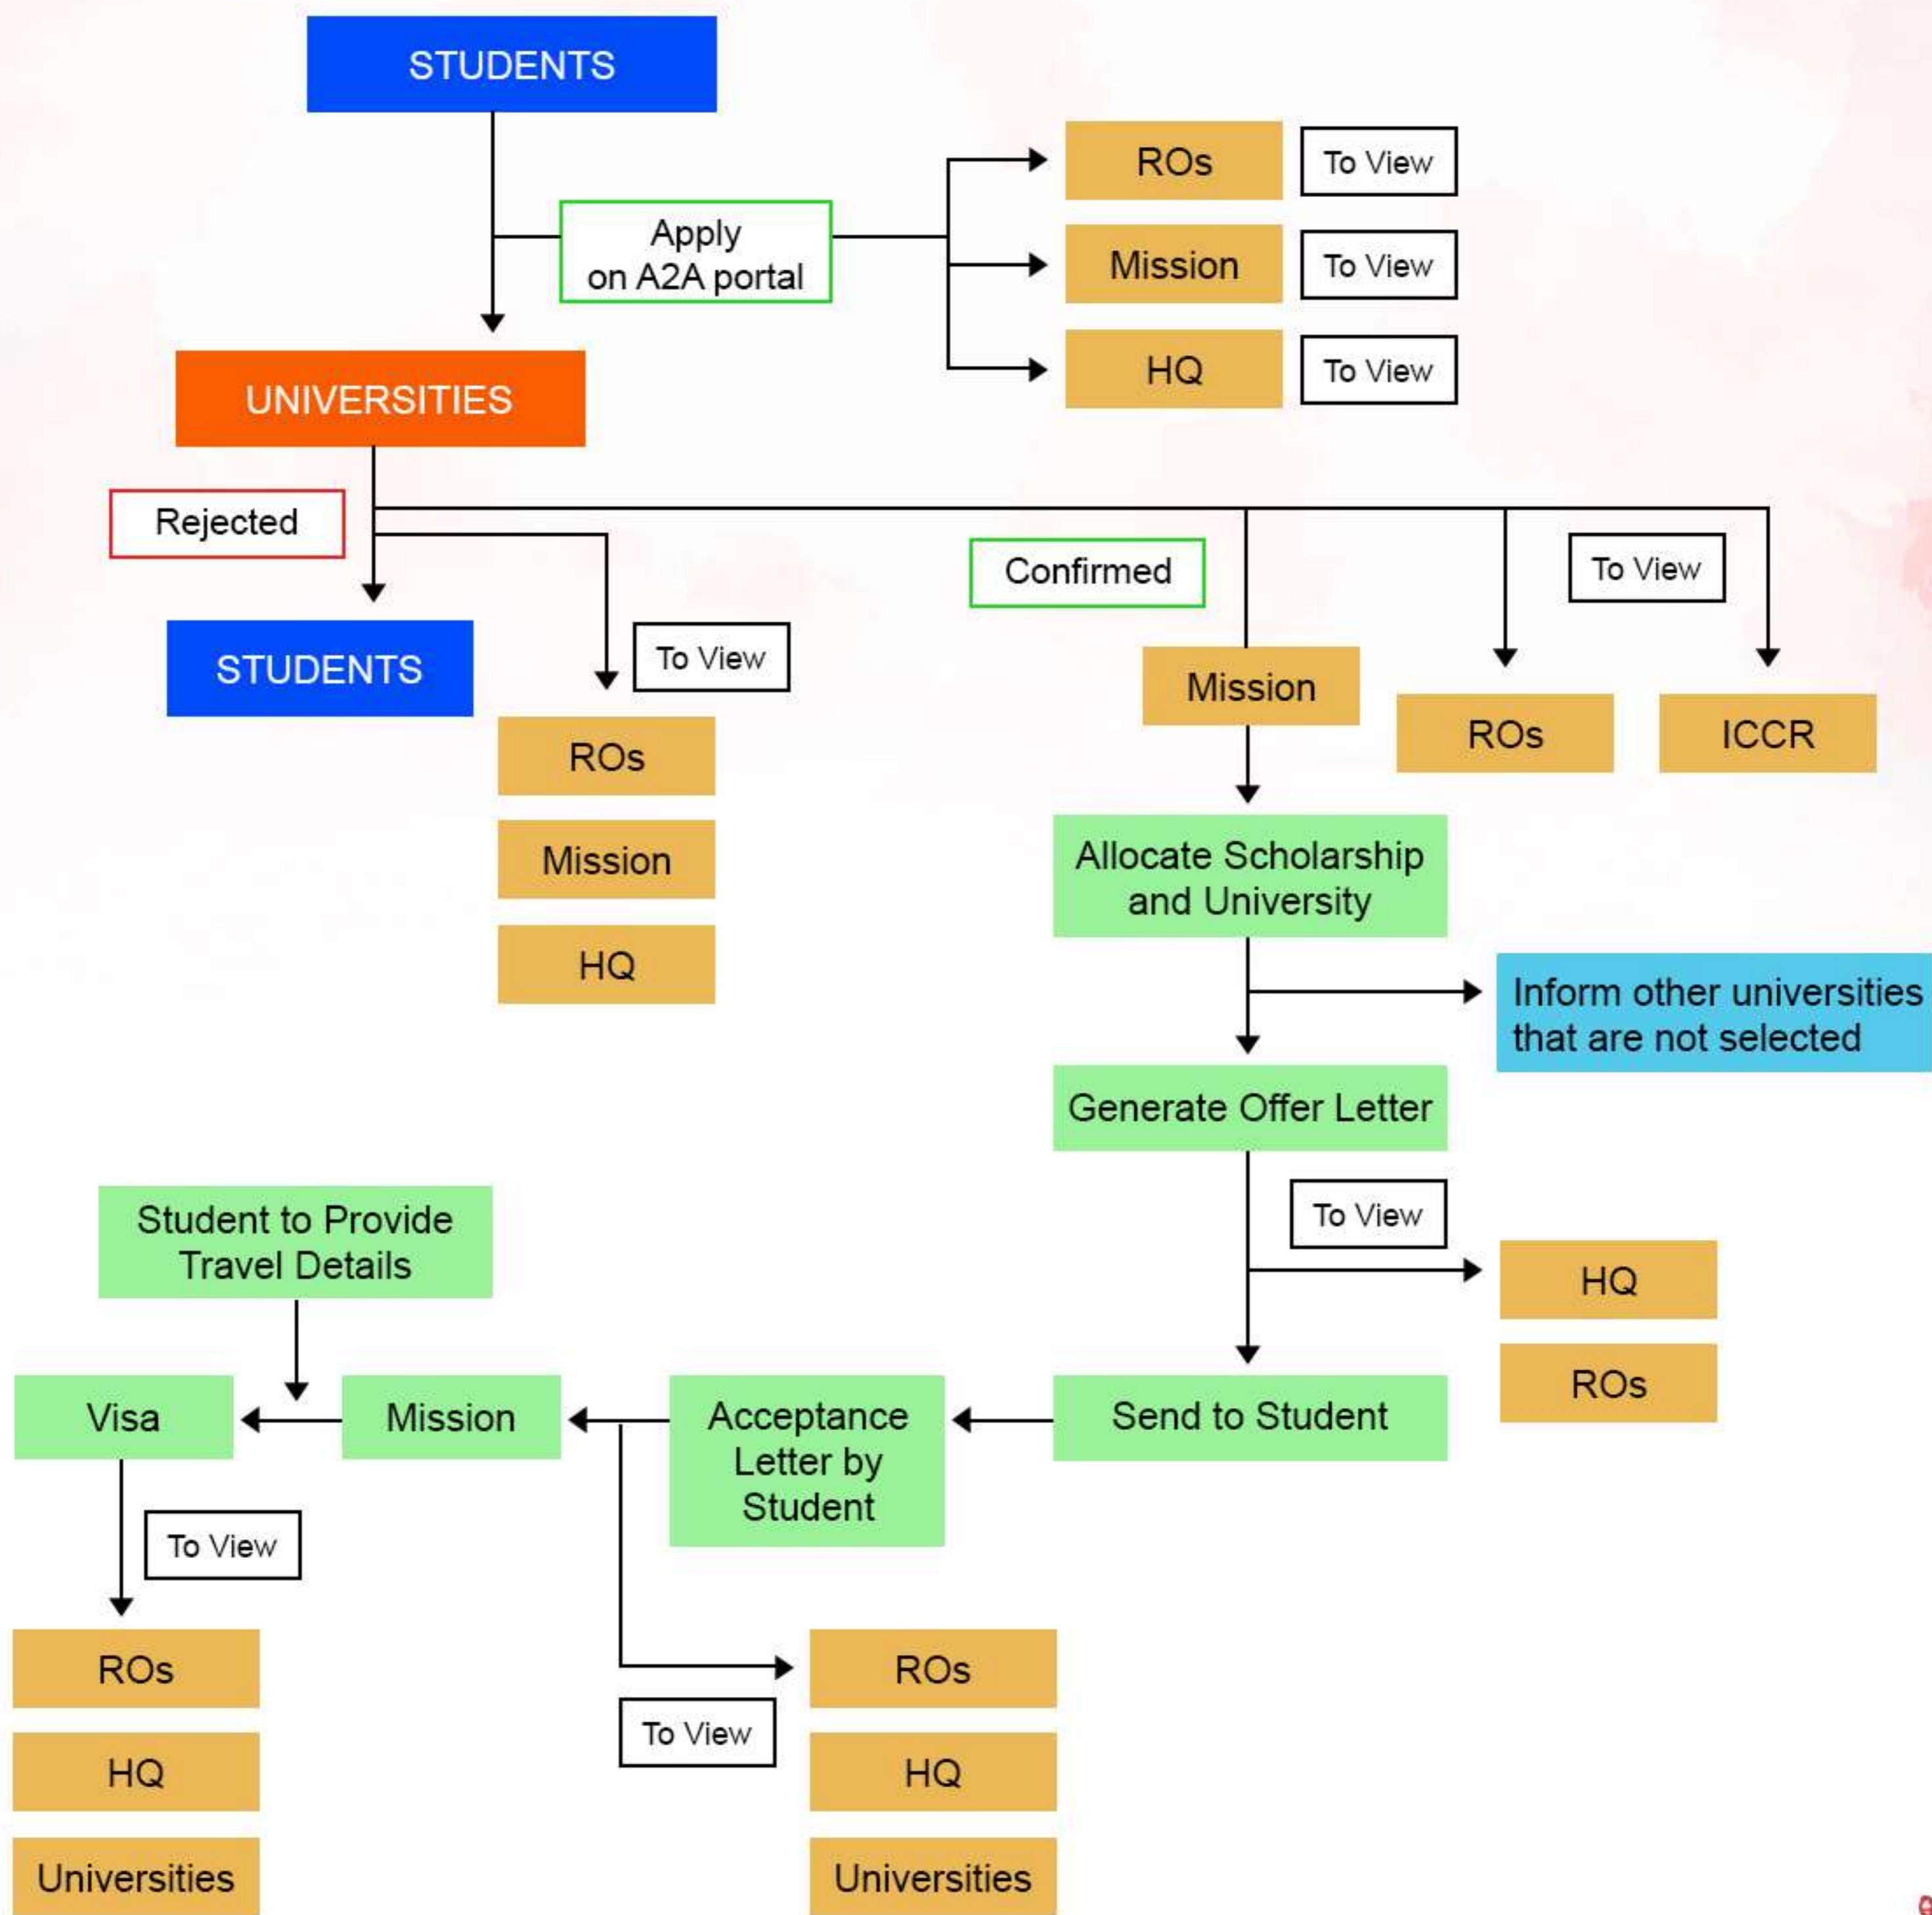 STUDENTS
Apply
on A2A portal
ROs
To View
Mission
To View
HQ
To View
UNIVERSITIES
Rejected
Confirmed
To View
STUDENTS
To View
ROs
Mission
HQ
Mission
ROs
ICCR
Allocate Scholarship
and University
Inform other universities
that are not selected
Generate Offer Letter
To View
HQ
ROs
Send to Student
Acceptance
Letter by
Student
Mission
Student to Provide
Travel Details
Visa
To View
ROs
HQ
Universities
To View
ROs
HQ
Universities